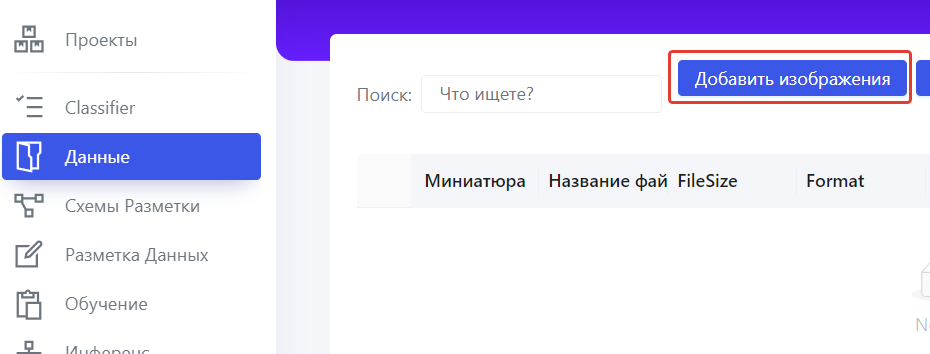 Проекты
Classifier
Данные
Схемы Разметки
Разметка Данных
Обучение
Инференс
Поиск: Что ищете? Добавить изображения
Миниатюра Название фай FileSize Format